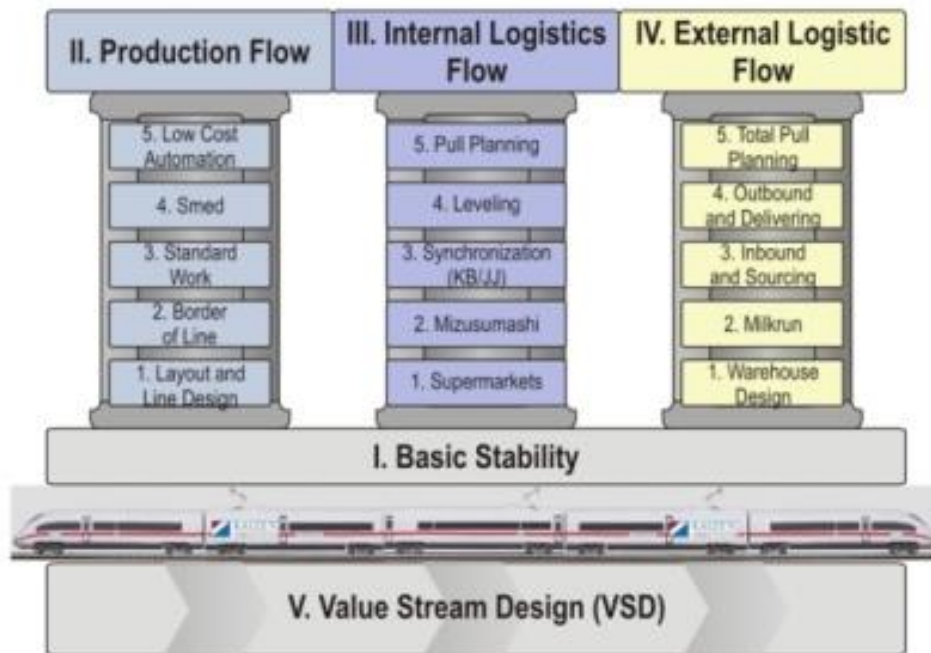 II. Production Flow
III. Internal Logistics
Flow
IV. External Logistic
Flow
5. Low Cost
Automation
4. Smed
3. Standard
Work
2. Border
of Line
1. Layout and
Line Design
5. Pull Planning
4. Leveling
3. Synchronization
(KB/JJ)
2. Mizusumashi
1. Supermarkets
5. Total Pull
Planning
4. Outbound
and Delivering
3. Inbound
and Sourcing
2. Milkrun
1. Warehouse
Design
I. Basic Stability
V. Value Stream Design (VSD)